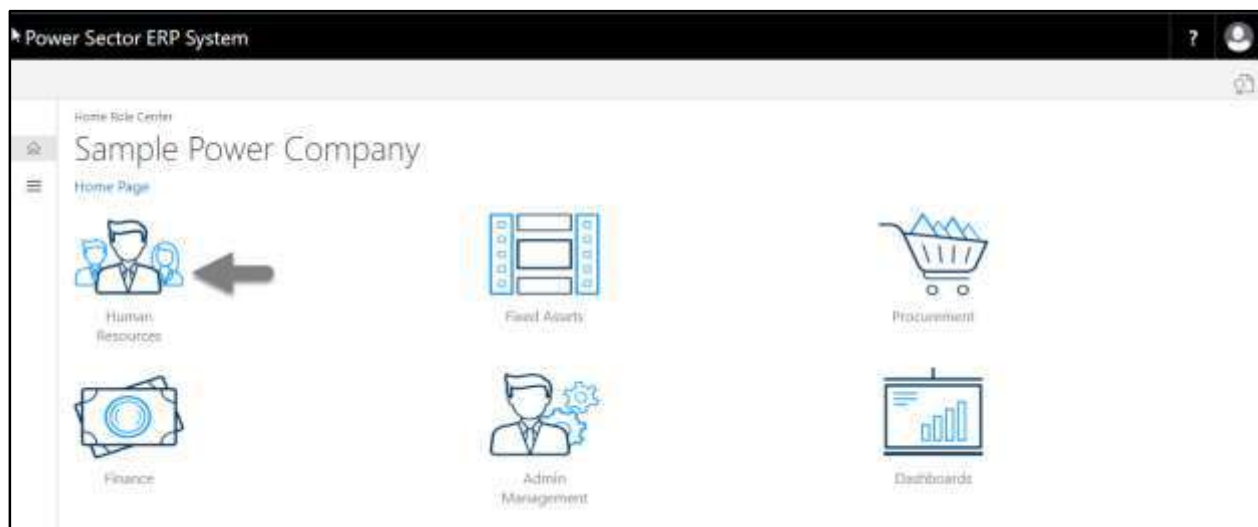 Power Sector ERP System
?
Home Role Center
Sample Power Company
Home Page
Human
Resources
Fixed Assets
Procurement
Finance
Admin
Management
Dashboards